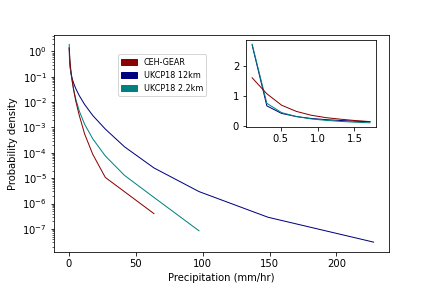 10⁰
10⁻¹
10⁻²
10⁻³
10⁻⁴
10⁻⁵
10⁻⁶
10⁻⁷
Probability density
CEH-GEAR
UKCP18 12km
UKCP18 2.2km
2
1
0
0.5 1.0 1.5
0 50 100 150 200
Precipitation (mm/hr)